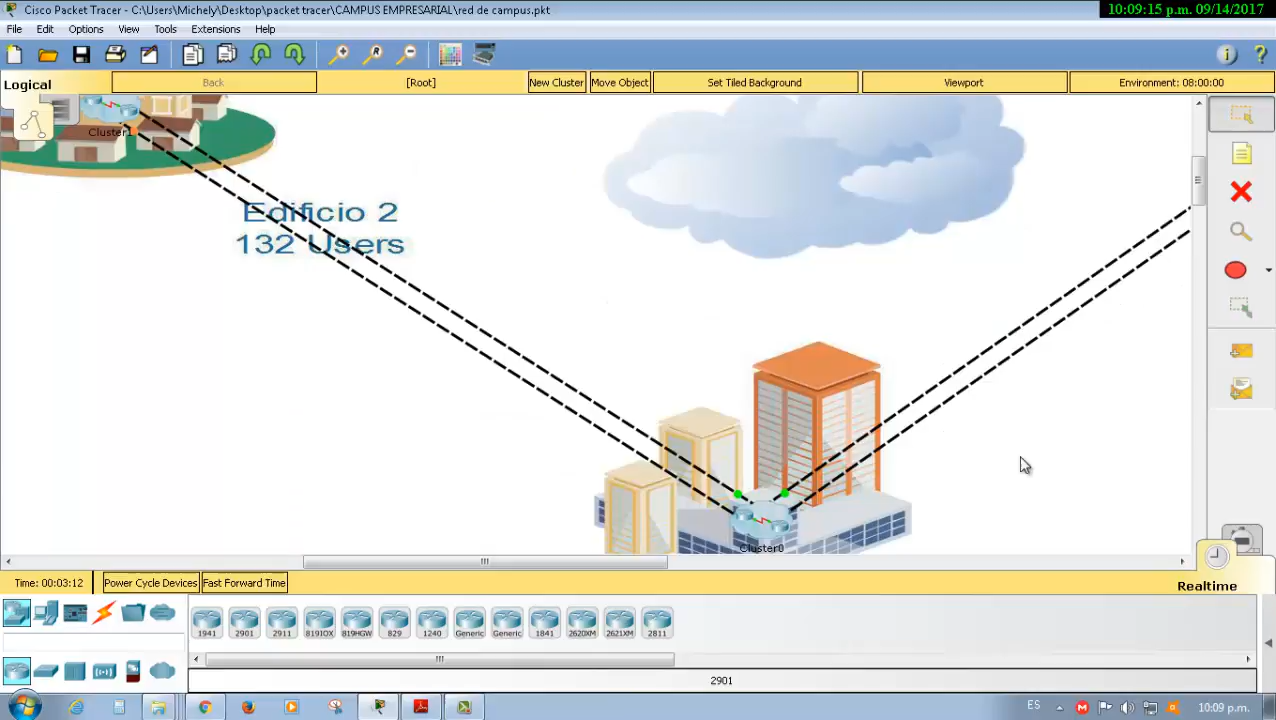 Cisco Packet Tracer - C:\Users\Michely\Desktop\packet tracer\CAMPUS EMPRESARIAL\red de campus.pkt
10:09:15 p.m. 09/14/2017
File Edit Options View Tools Extensions Help
Logical
Back
[Root]
New Cluster
Move Object
Set Tiled Background
Viewport
Environment: 08:00:00
Cluster1
Edificio 2
132 Users
Cluster0
Time: 00:03:12
Power Cycle Devices
Fast Forward Time
Realtime
1941 2901 2911 819IOX 819HGW 829 1240 Generic Generic 1841 2620XM 2621XM 2811
2901
ES
10:09 p.m.